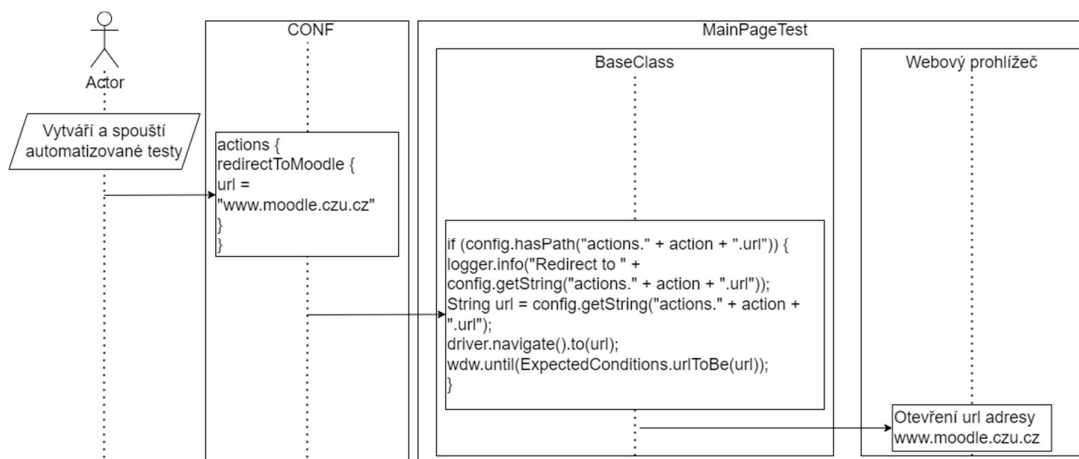 Actor
Vytváří a spouští
automatizované testy
CONF
actions {
redirectToMoodle {
url =
"www.moodle.czu.cz"
}
}
MainPageTest
BaseClass
if (config.hasPath("actions." + action + ".url")) {
logger.info("Redirect to " +
config.getString("actions." + action + ".url"));
String url = config.getString("actions." + action +
".url");
driver.navigate().to(url);
wdw.until(ExpectedConditions.urlToBe(url));
}
Webový prohlížeč
Otevření url adresy
www.moodle.czu.cz